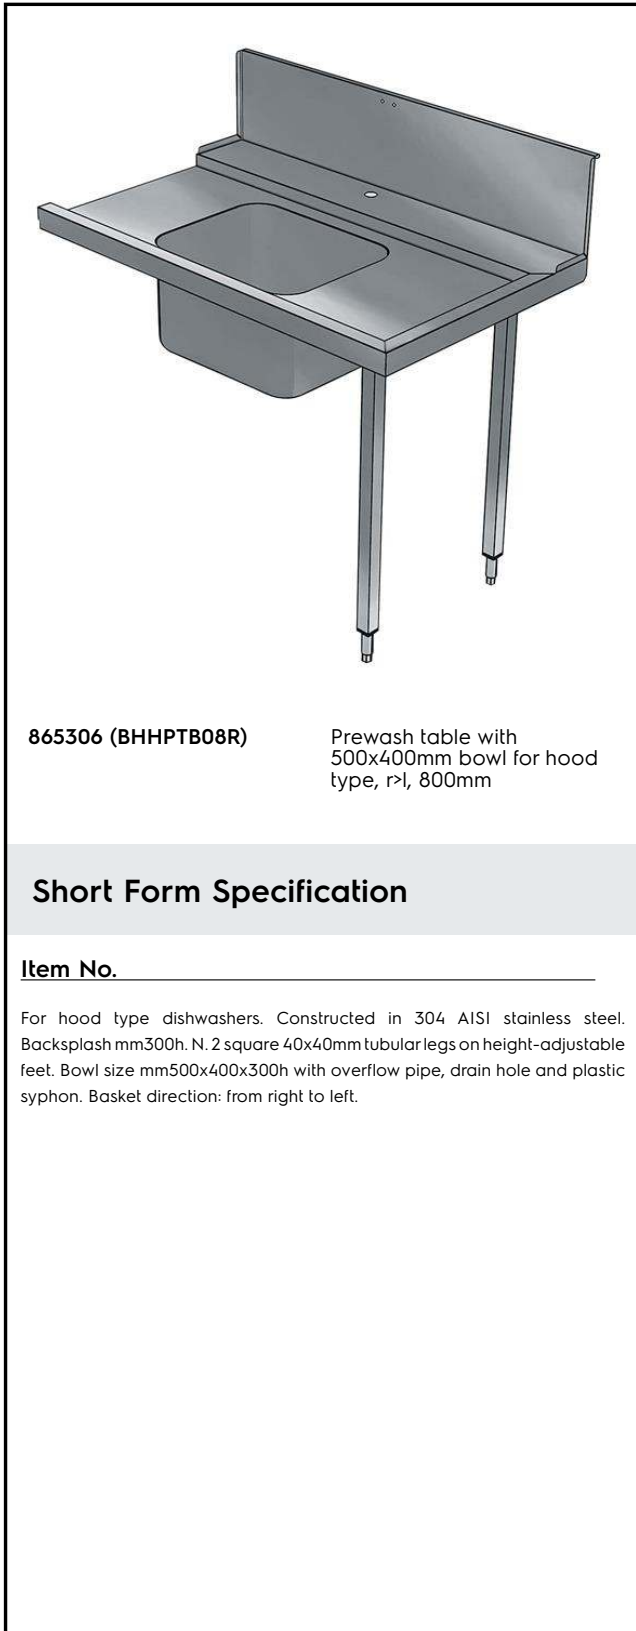 865306 (BHHPTB08R)
Prewash table with
500x400mm bowl for hood
type, r>l, 800mm
Short Form Specification
Item No.
For hood type dishwashers. Constructed in 304 AISI stainless steel.
Backsplash mm300h. N. 2 square 40x40mm tubular legs on height-adjustable
feet. Bowl size mm500x400x300h with overflow pipe, drain hole and plastic
syphon. Basket direction: from right to left.